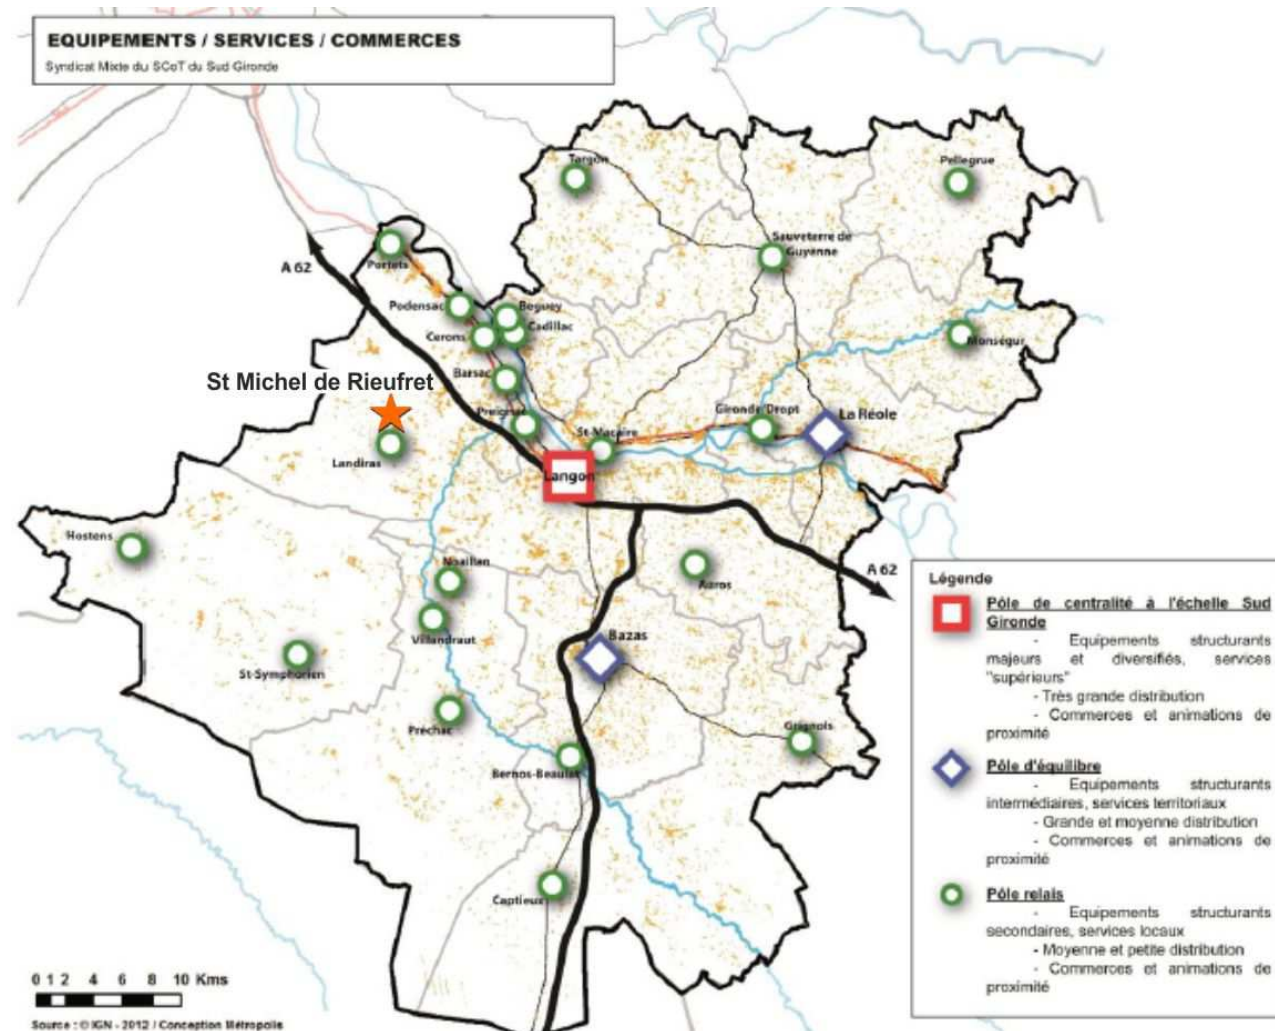 EQUIPEMENTS / SERVICES / COMMERCES
Syndicat Mixte du SCoT du Sud Gironde
Targon
Pellegrue
Sauveterre de
Guyenne
A 62
Portets
Podensac
Beguey
Cadillac
Cerons
Monségur
Barsac
St Michel de Rieufret
Preignac
Gironde/Dropt
La Réole
St-Macaire
Landiras
Langon
Hostens
Noaillan
Auros
A 62
Villandraut
Bazas
St-Symphorien
Préchac
Grignols
Bernos-Beaulac
Captieux
Légende
Pôle de centralité à l'échelle Sud
Gironde
- Equipements structurants
majeurs et diversifiés, services
"supérieurs"
- Très grande distribution
- Commerces et animations de
proximité
Pôle d'équilibre
- Equipements structurants
intermédiaires, services territoriaux
- Grande et moyenne distribution
- Commerces et animations de
proximité
Pôle relais
- Equipements structurants
secondaires, services locaux
- Moyenne et petite distribution
- Commerces et animations de
proximité
0 1 2 4 6 8 10 Kms
Source : © IGN - 2012 / Conception Métropolis